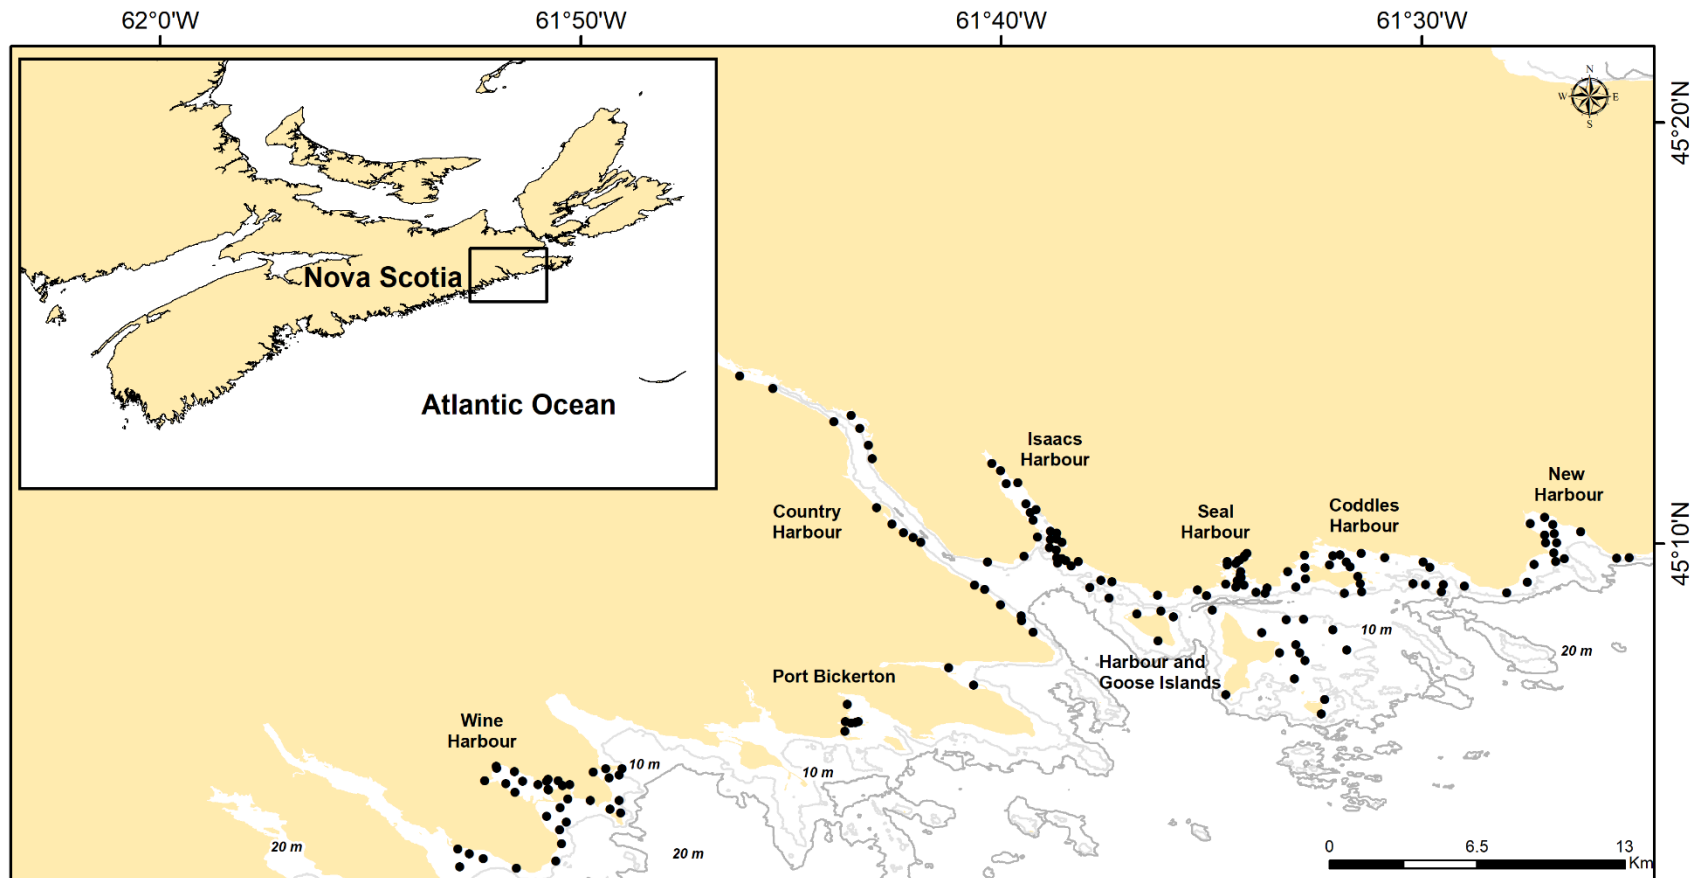 62°0'W
61°50'W
61°40'W
61°30'W
N
W
E
S
45°20'N
Nova Scotia
Atlantic Ocean
Isaacs
Harbour
New
Harbour
Country
Harbour
Seal
Harbour
Coddles
Harbour
45°10'N
10 m
20 m
Harbour and
Goose Islands
Port Bickerton
Wine
Harbour
10 m
10 m
20 m
20 m
0
6.5
13
Km